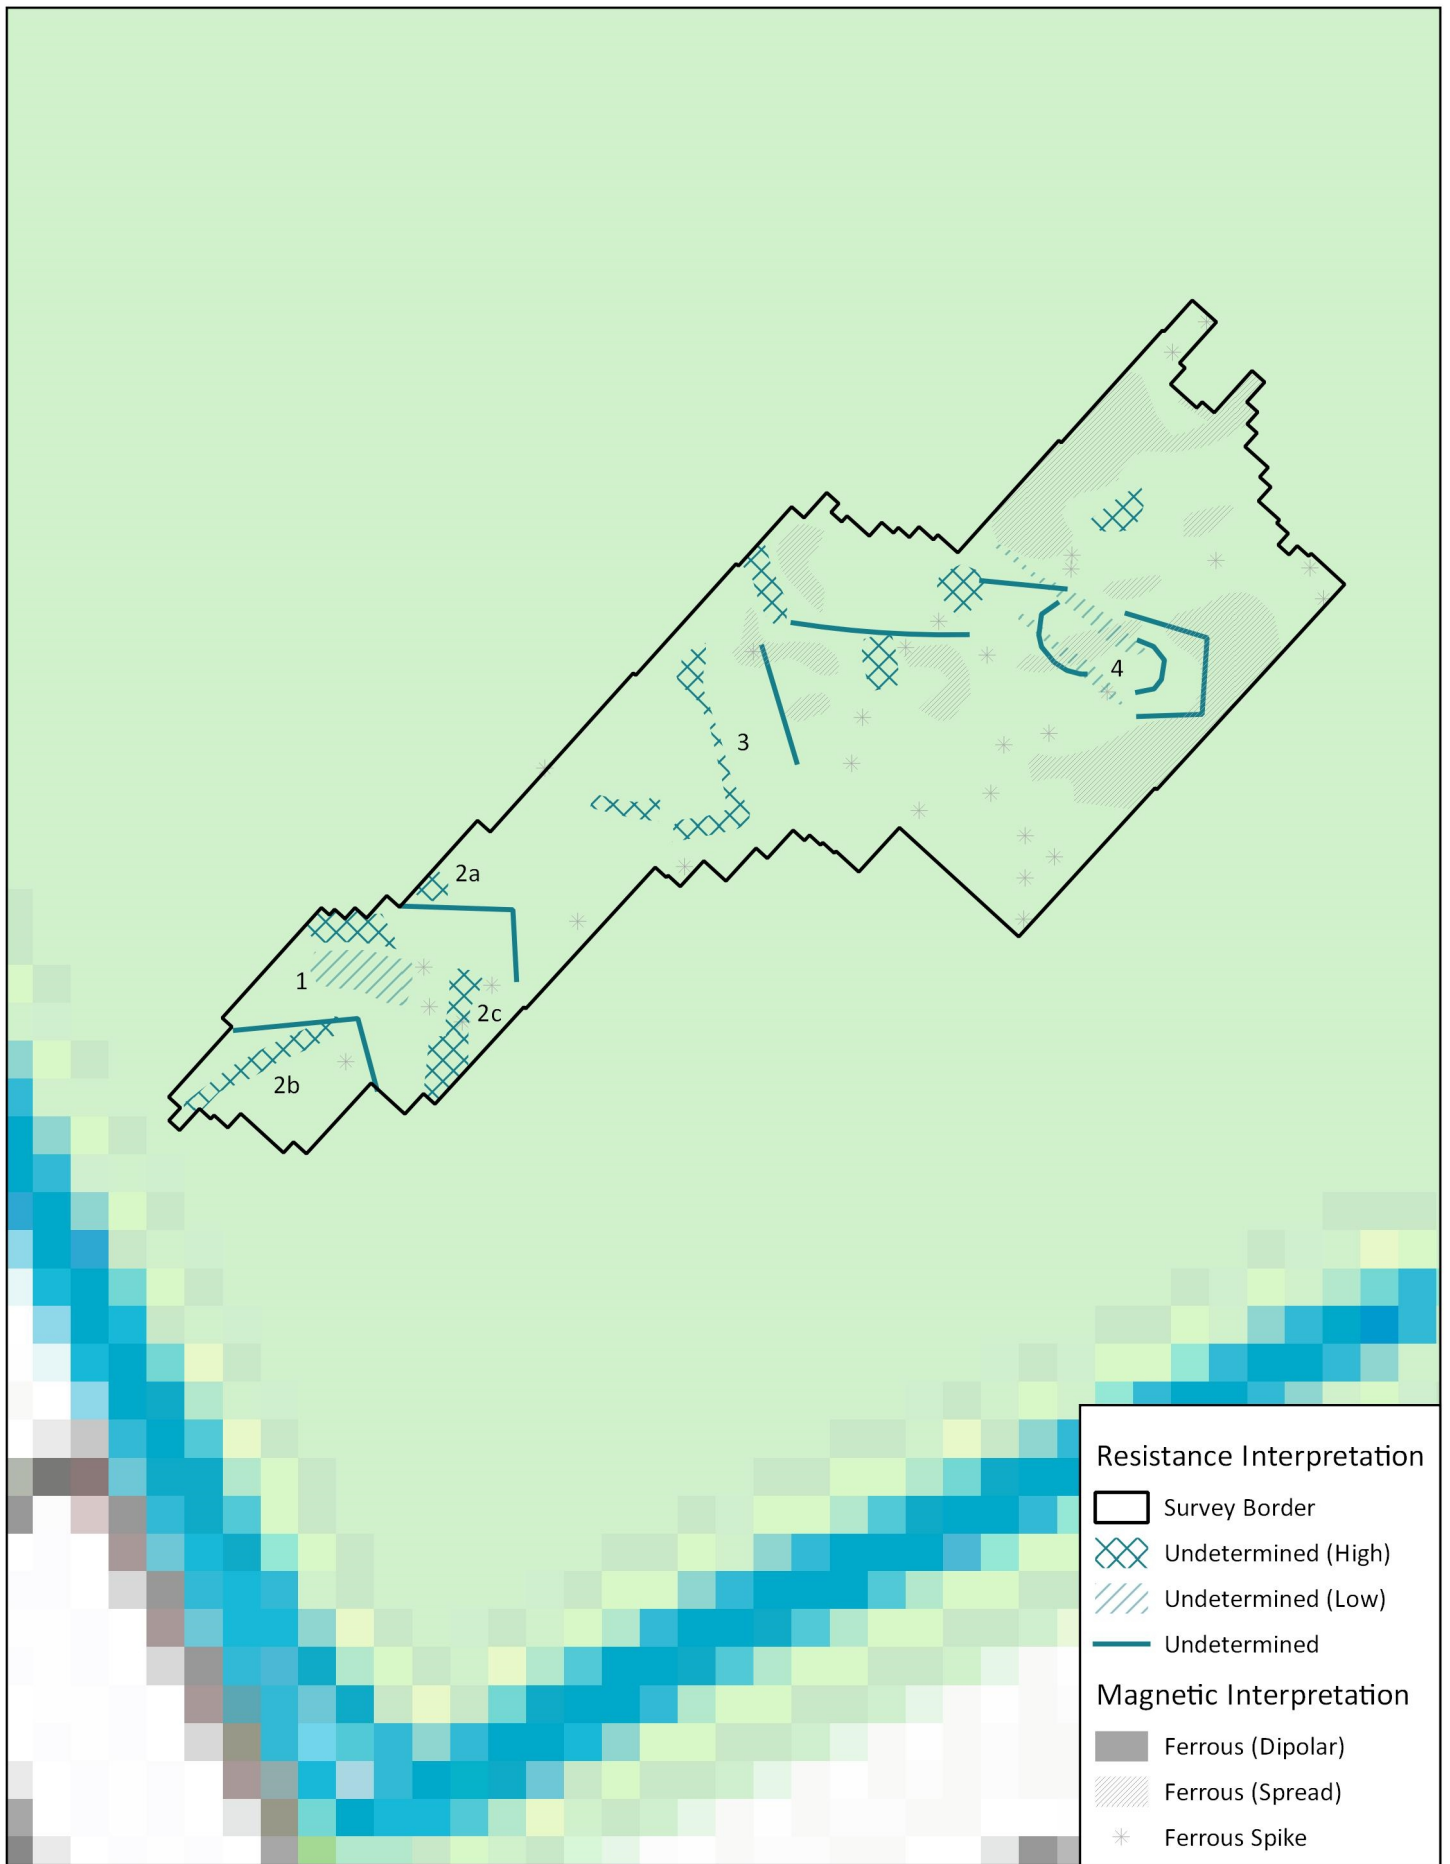 4
3
2a
1
2c
2b
Resistance Interpretation
Survey Border
Undetermined (High)
Undetermined (Low)
Undetermined
Magnetic Interpretation
Ferrous (Dipolar)
Ferrous (Spread)
Ferrous Spike